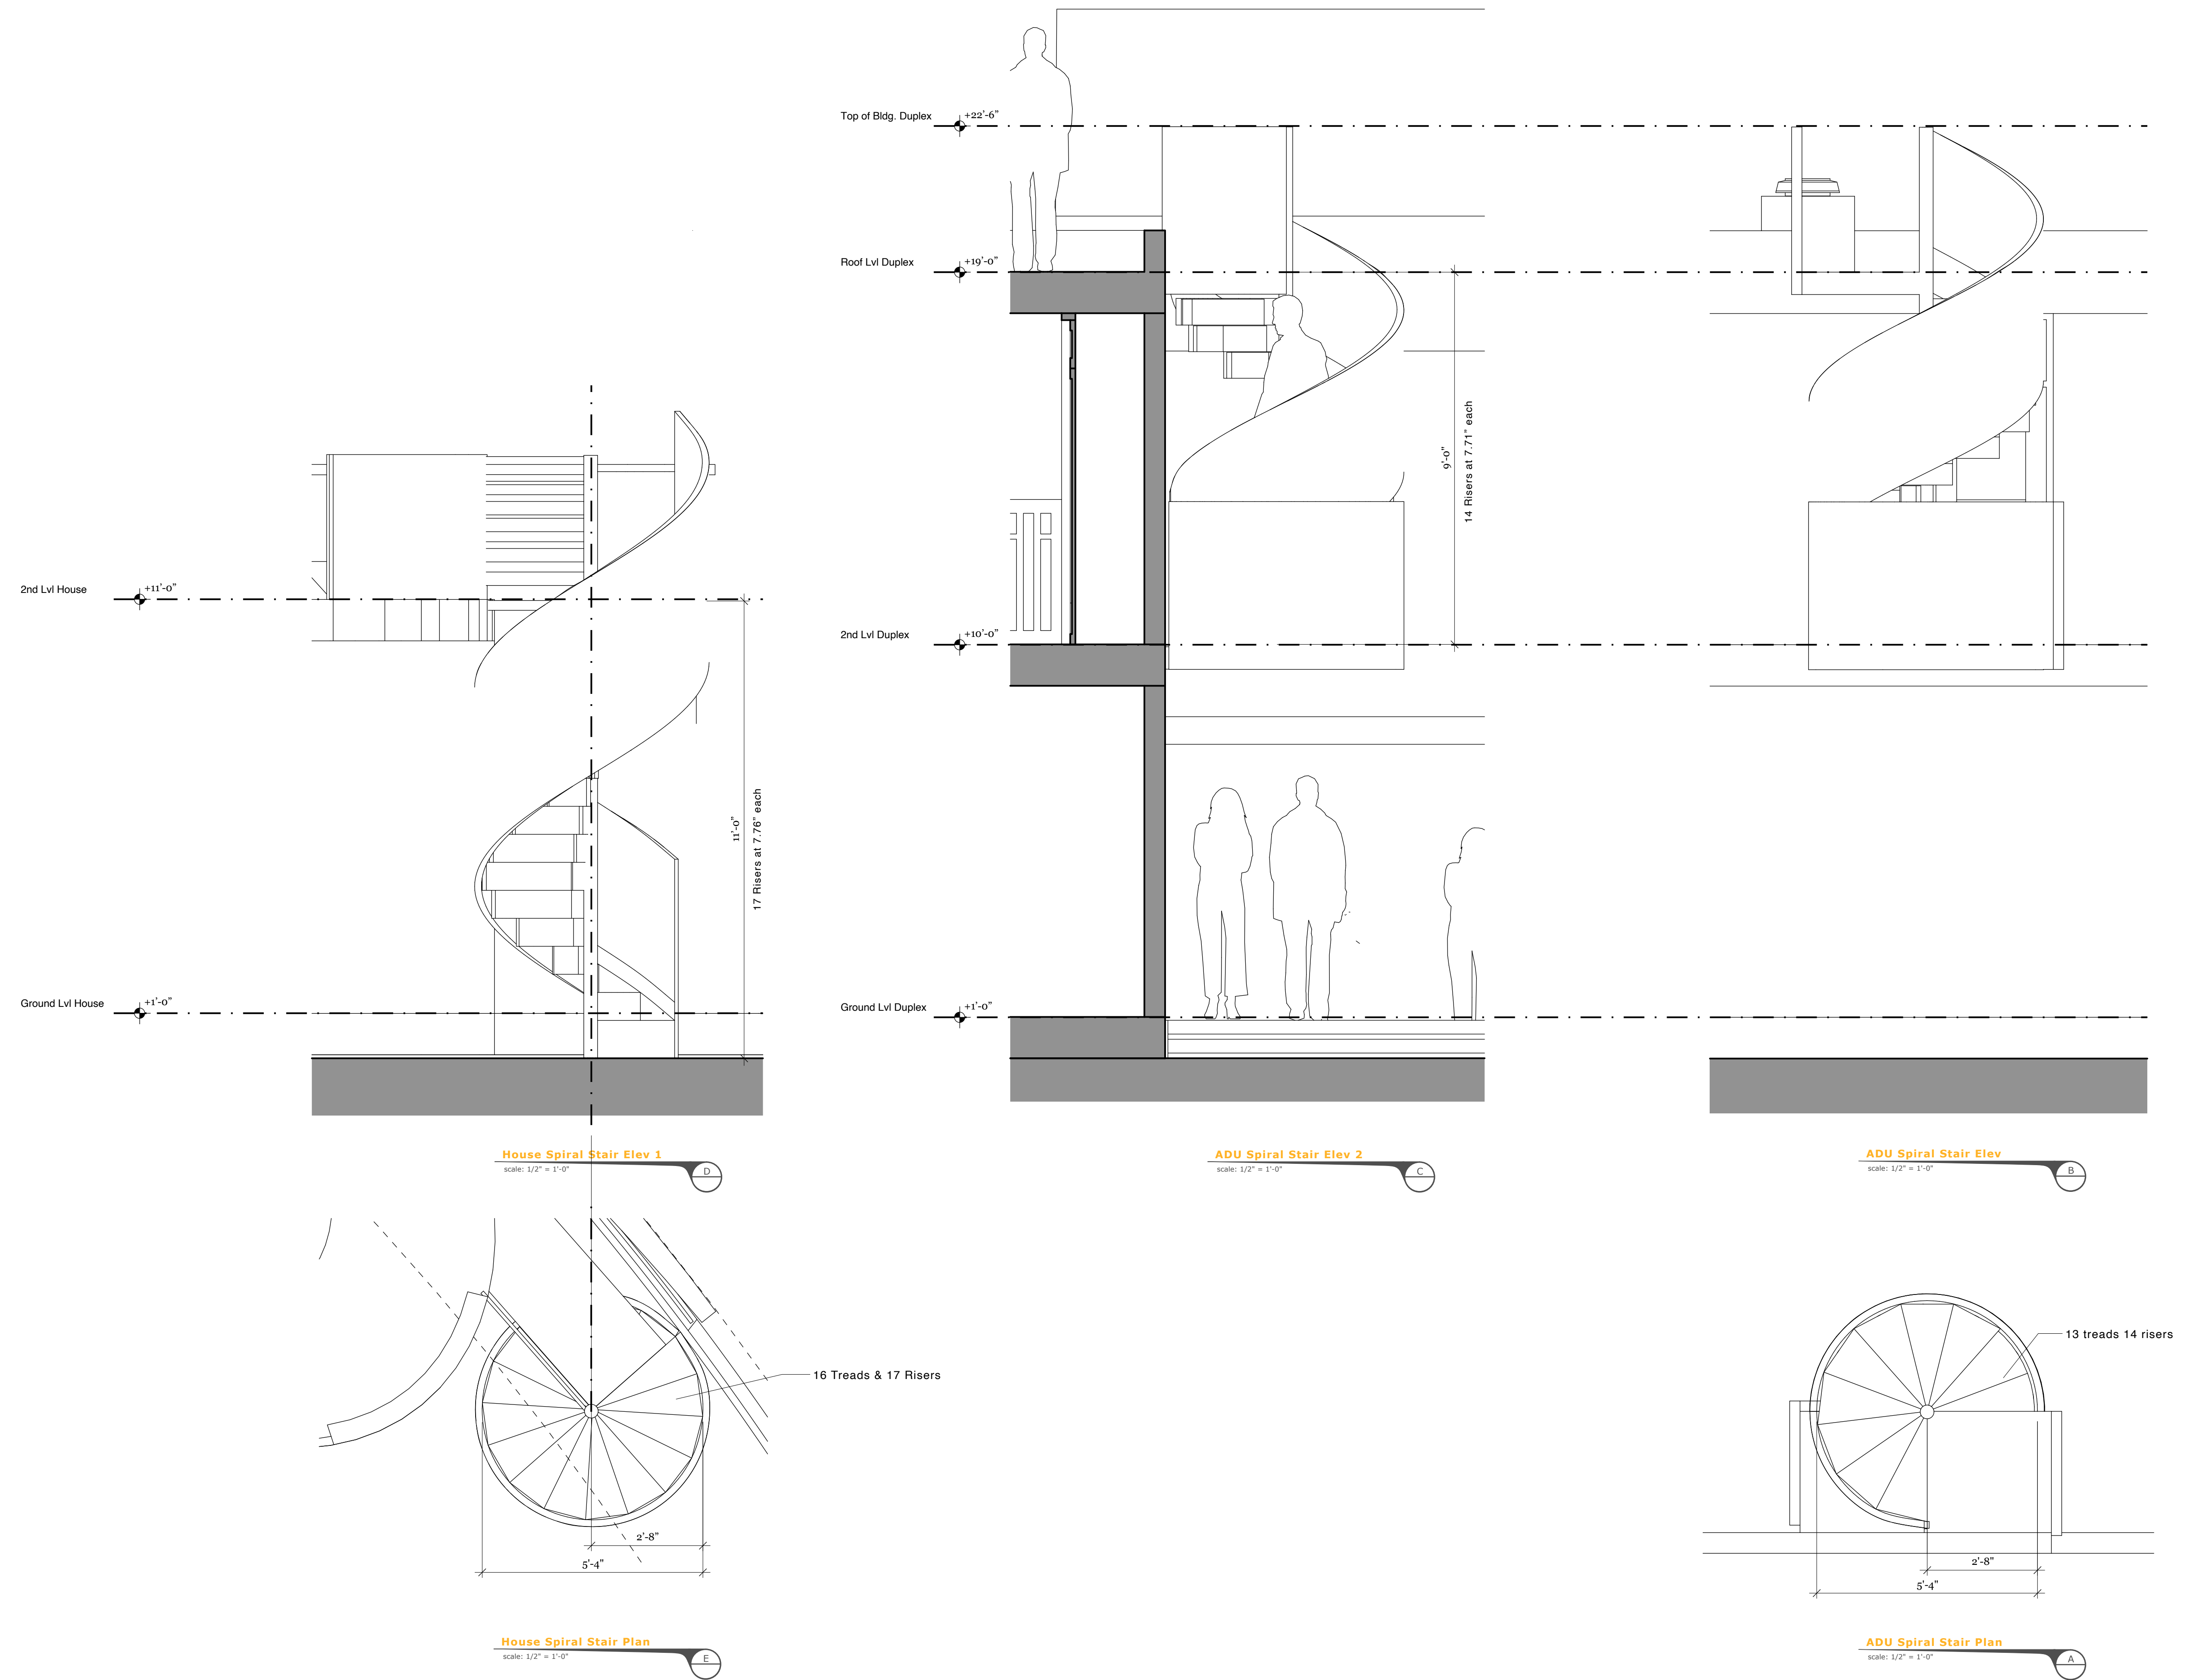 Top of Bldg. Duplex
+22'-6"
Roof Lvl Duplex
+19'-0"
9'-0"
14 Risers at 7.71" each
2nd Lvl House
+11'-0"
2nd Lvl Duplex
+10'-0"
11'-0"
17 Risers at 7.76" each
Ground Lvl House
+1'-0"
Ground Lvl Duplex
+1'-0"
House Spiral Stair Elev 1
scale: 1/2" = 1'-0"
D
ADU Spiral Stair Elev 2
scale: 1/2" = 1'-0"
C
ADU Spiral Stair Elev
scale: 1/2" = 1'-0"
B
16 Treads & 17 Risers
2'-8"
5'-4"
13 treads 14 risers
2'-8"
5'-4"
House Spiral Stair Plan
scale: 1/2" = 1'-0"
E
ADU Spiral Stair Plan
scale: 1/2" = 1'-0"
A